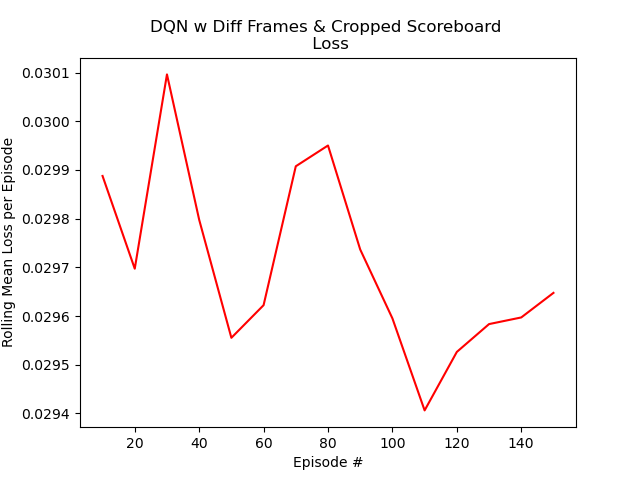 DQN w Diff Frames & Cropped Scoreboard
Loss
0.0301
0.0300
0.0299
0.0298
0.0297
0.0296
0.0295
0.0294
Rolling Mean Loss per Episode
20 40 60 80 100 120 140
Episode #